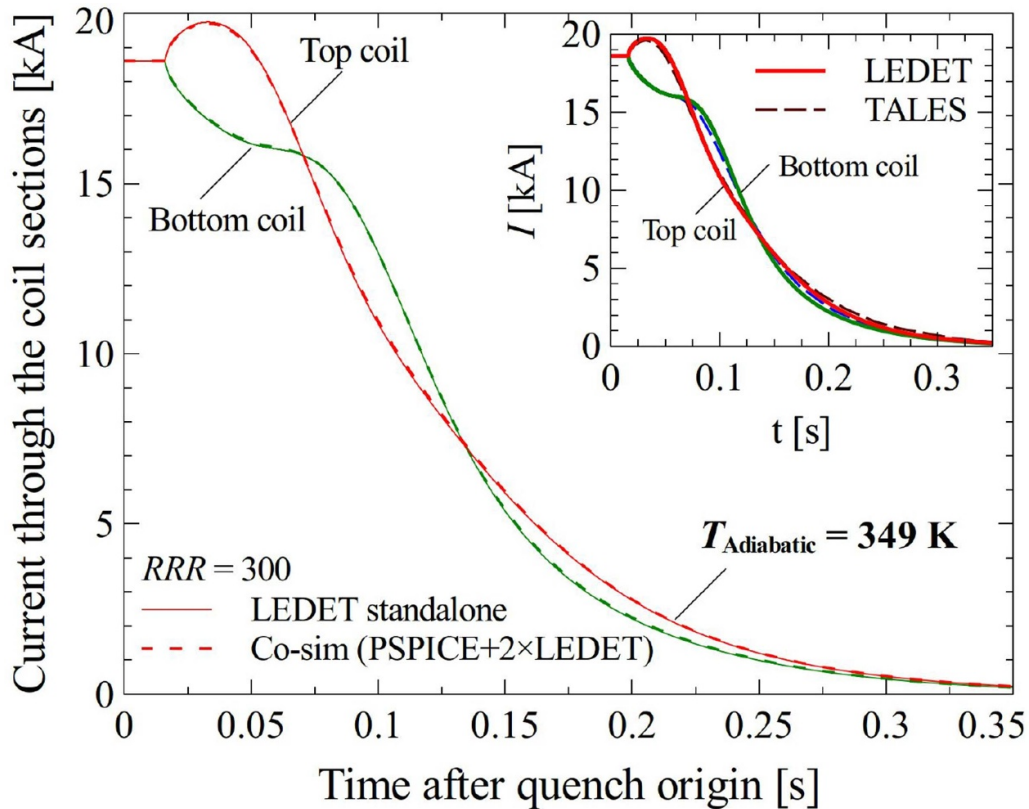 Current through the coil sections [kA]
20
15
10
5
0
0
0.05
0.1
0.15
0.2
0.25
0.3
0.35
Time after quench origin [s]
Top coil
Bottom coil
RRR = 300
LEDET standalone
Co-sim (PSPICE+2×LEDET)
T Adiabatic = 349 K
I [kA]
20
15
10
5
0
0
0.1
0.2
0.3
t [s]
LEDET
TALES
Bottom coil
Top coil